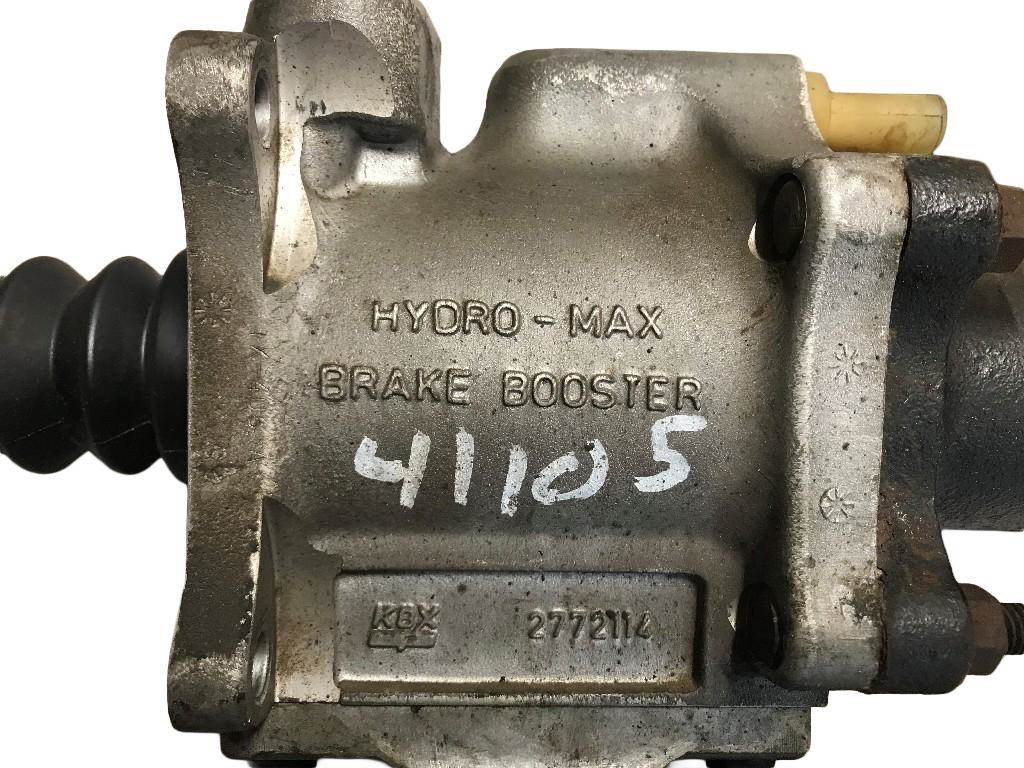 HYDRO-MAX
BRAKE BOOSTER
41105
KBX 2772114